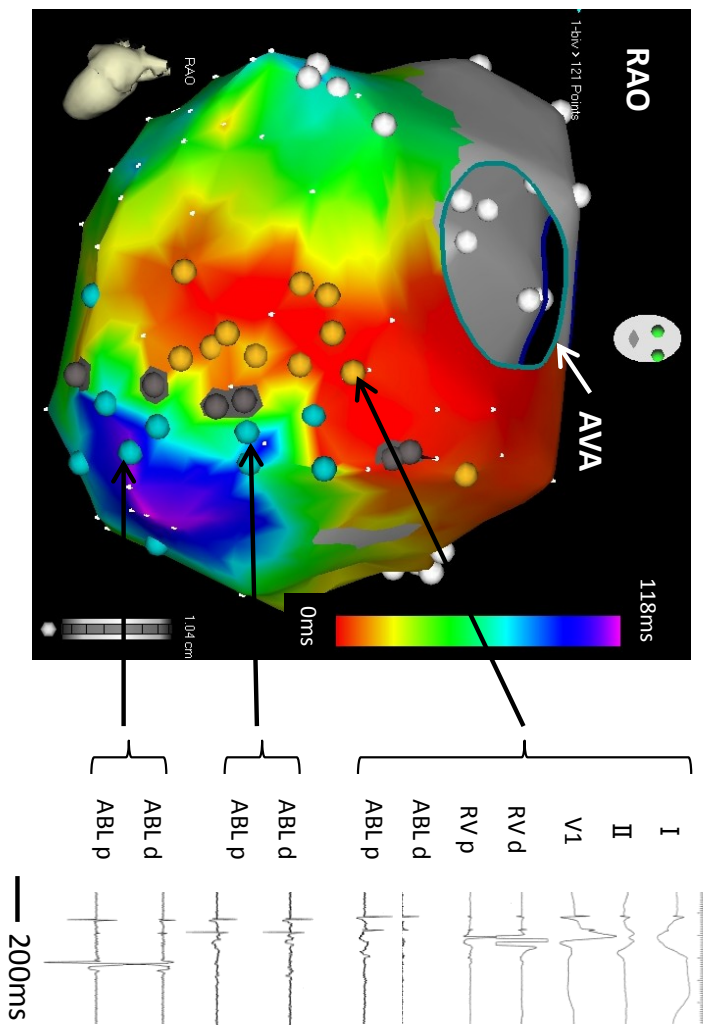 RAO
1-biv > 121 Points
RAO
AVA
118ms
0ms
1.04 cm
I
II
V1
RV d
RV p
ABL d
ABL p
ABL d
ABL p
ABL d
ABL p
200ms